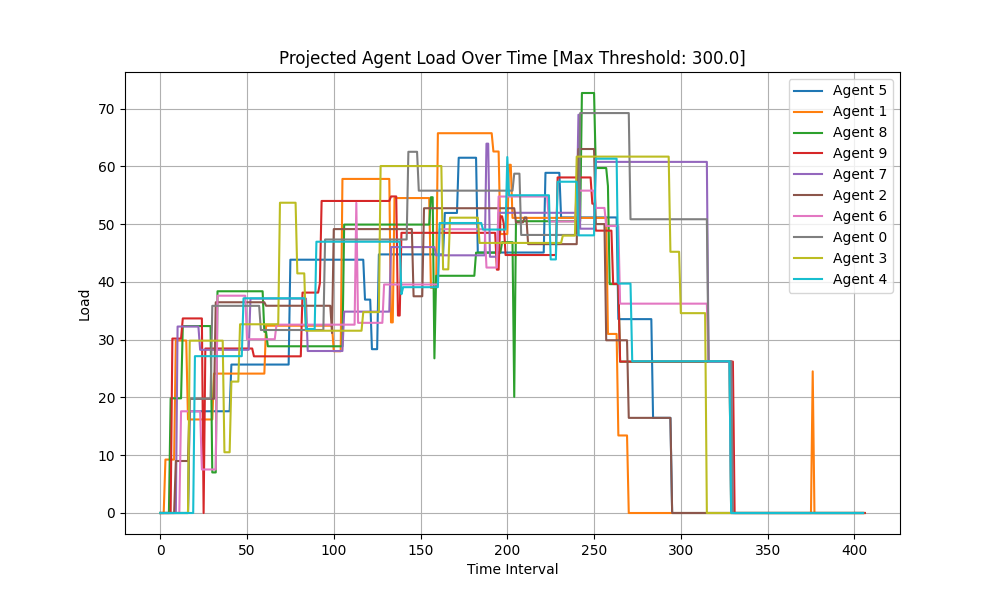 Projected Agent Load Over Time [Max Threshold: 300.0]
Load
70
60
50
40
30
20
10
0
0 50 100 150 200 250 300 350 400
Time Interval
Agent 5
Agent 1
Agent 8
Agent 9
Agent 7
Agent 2
Agent 6
Agent 0
Agent 3
Agent 4